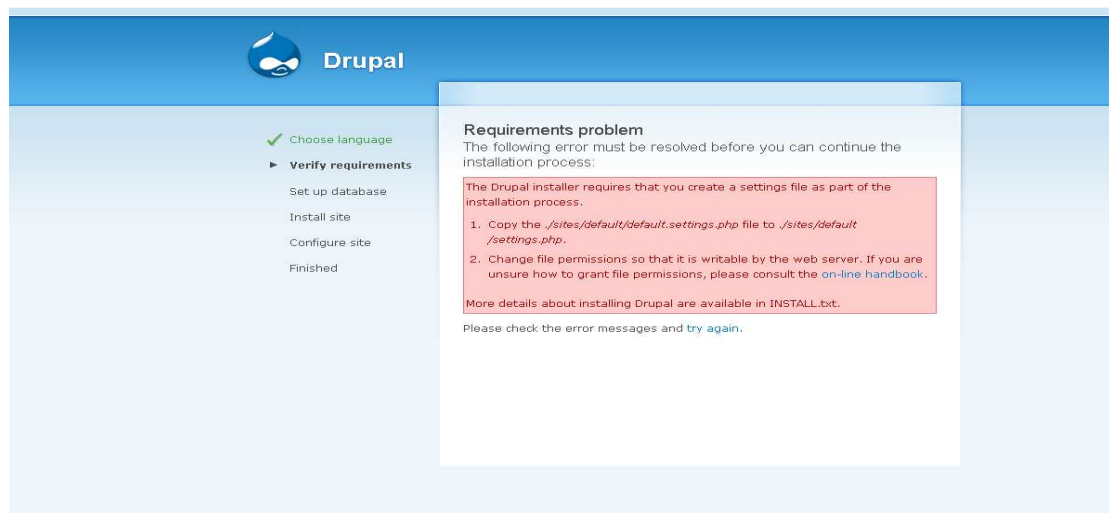 Drupal
Choose language
Verify requirements
Set up database
Install site
Configure site
Finished
Requirements problem
The following error must be resolved before you can continue the
installation process:
The Drupal installer requires that you create a settings file as part of the
installation process.
1. Copy the ./sites/default/default.settings.php file to ./sites/default
/settings.php.
2. Change file permissions so that it is writable by the web server. If you are
unsure how to grant file permissions, please consult the on-line handbook.
More details about installing Drupal are available in INSTALL.txt.
Please check the error messages and try again.